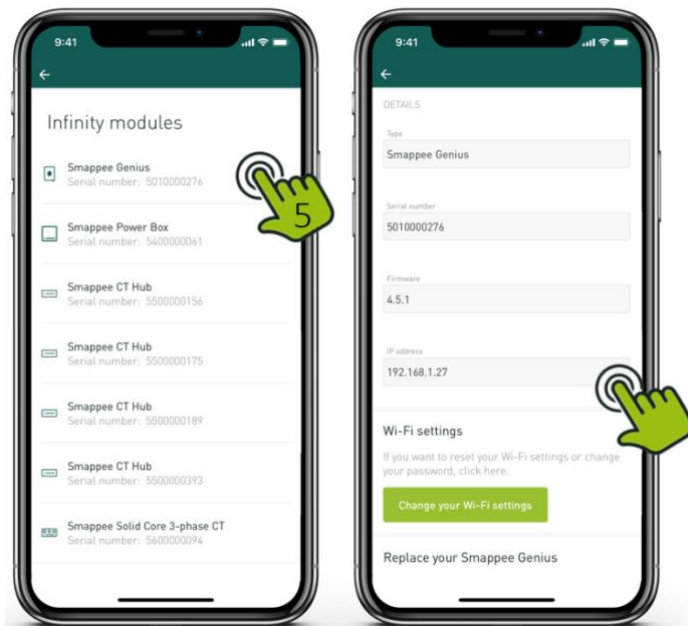 9:41
Infinity modules
Smappee Genius
Serial number: 5010000276
5
Smappee Power Box
Serial number: 5400000061
Smappee CT Hub
Serial number: 5500000156
Smappee CT Hub
Serial number: 5500000175
Smappee CT Hub
Serial number: 5500000189
Smappee CT Hub
Serial number: 5500000393
Smappee Solid Core 3-phase CT
Serial number: 5600000094
9:41
DETAILS
Type
Smappee Genius
Serial number
5010000276
Firmware
4.5.1
IP address
192.168.1.27
Wi-Fi settings
If you want to reset your Wi-Fi settings or change
your password, click here.
Change your Wi-Fi settings
Replace your Smappee Genius